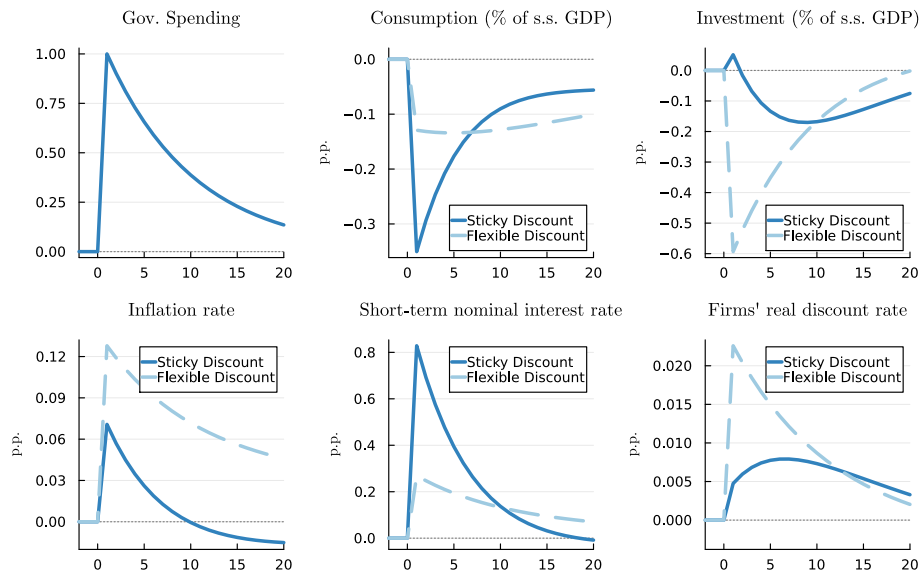 Gov. Spending
1.00
0.75
0.50
0.25
0.00
0 5 10 15 20
Consumption (% of s.s. GDP)
p.p.
0.0
−0.1
−0.2
−0.3
Sticky Discount
Flexible Discount
0 5 10 15 20
Investment (% of s.s. GDP)
p.p.
0.0
−0.1
−0.2
−0.3
−0.4
−0.5
−0.6
Sticky Discount
Flexible Discount
0 5 10 15 20
Inflation rate
p.p.
0.12
0.09
0.06
0.03
0.00
Sticky Discount
Flexible Discount
0 5 10 15 20
Short-term nominal interest rate
p.p.
0.8
0.6
0.4
0.2
0.0
Sticky Discount
Flexible Discount
0 5 10 15 20
Firms' real discount rate
p.p.
0.020
0.015
0.010
0.005
0.000
Sticky Discount
Flexible Discount
0 5 10 15 20